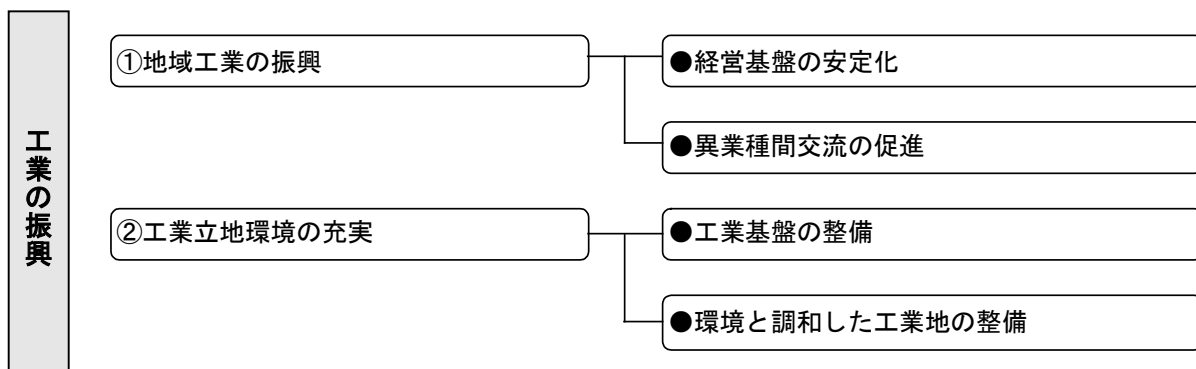 工業の振興
①地域工業の振興
●経営基盤の安定化
●異業種間交流の促進
②工業立地環境の充実
●工業基盤の整備
●環境と調和した工業地の整備